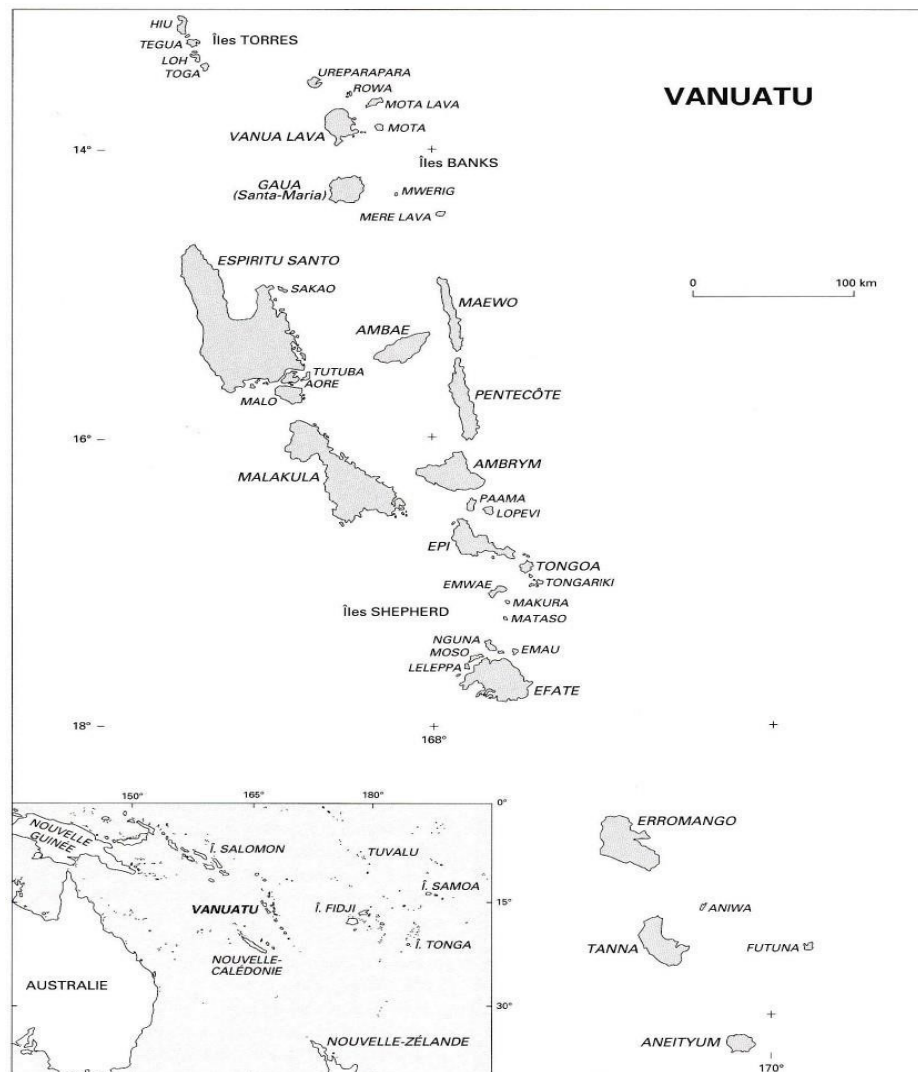 HIU
Îles TORRES
TEGUA
LOH
TOGA
UREPARAPARA
ROWA
MOTA LAVA
VANUATU
VANUA LAVA
MOTA
14°
Îles BANKS
GAUA
(Santa-Maria)
MWERIG
MERE LAVA
ESPIRITU SANTO
SAKAO
0
100 km
MAEWO
AMBAE
TUTUBA
AORE
MALO
PENTECÔTE
16°
AMBRYM
MALAKULA
PAAMA
LOPEVI
EPI
TONGOA
EMWAE
TONGARIKI
MAKURA
Îles SHEPHERD
MATASO
NGUNA
MOSO
EMAU
LELEPPA
EFATE
18°
168°
150°
165°
180°
0°
NOUVELLE
GUINÉE
Î. SALOMON
TUVALU
Î. SAMOA
VANUATU
Î. FIDJI
15°
Î. TONGA
NOUVELLE-
CALÉDONIE
AUSTRALIE
30°
NOUVELLE-ZÉLANDE
ERROMANGO
ANIWA
TANNA
FUTUNA
ANEITYUM
170°